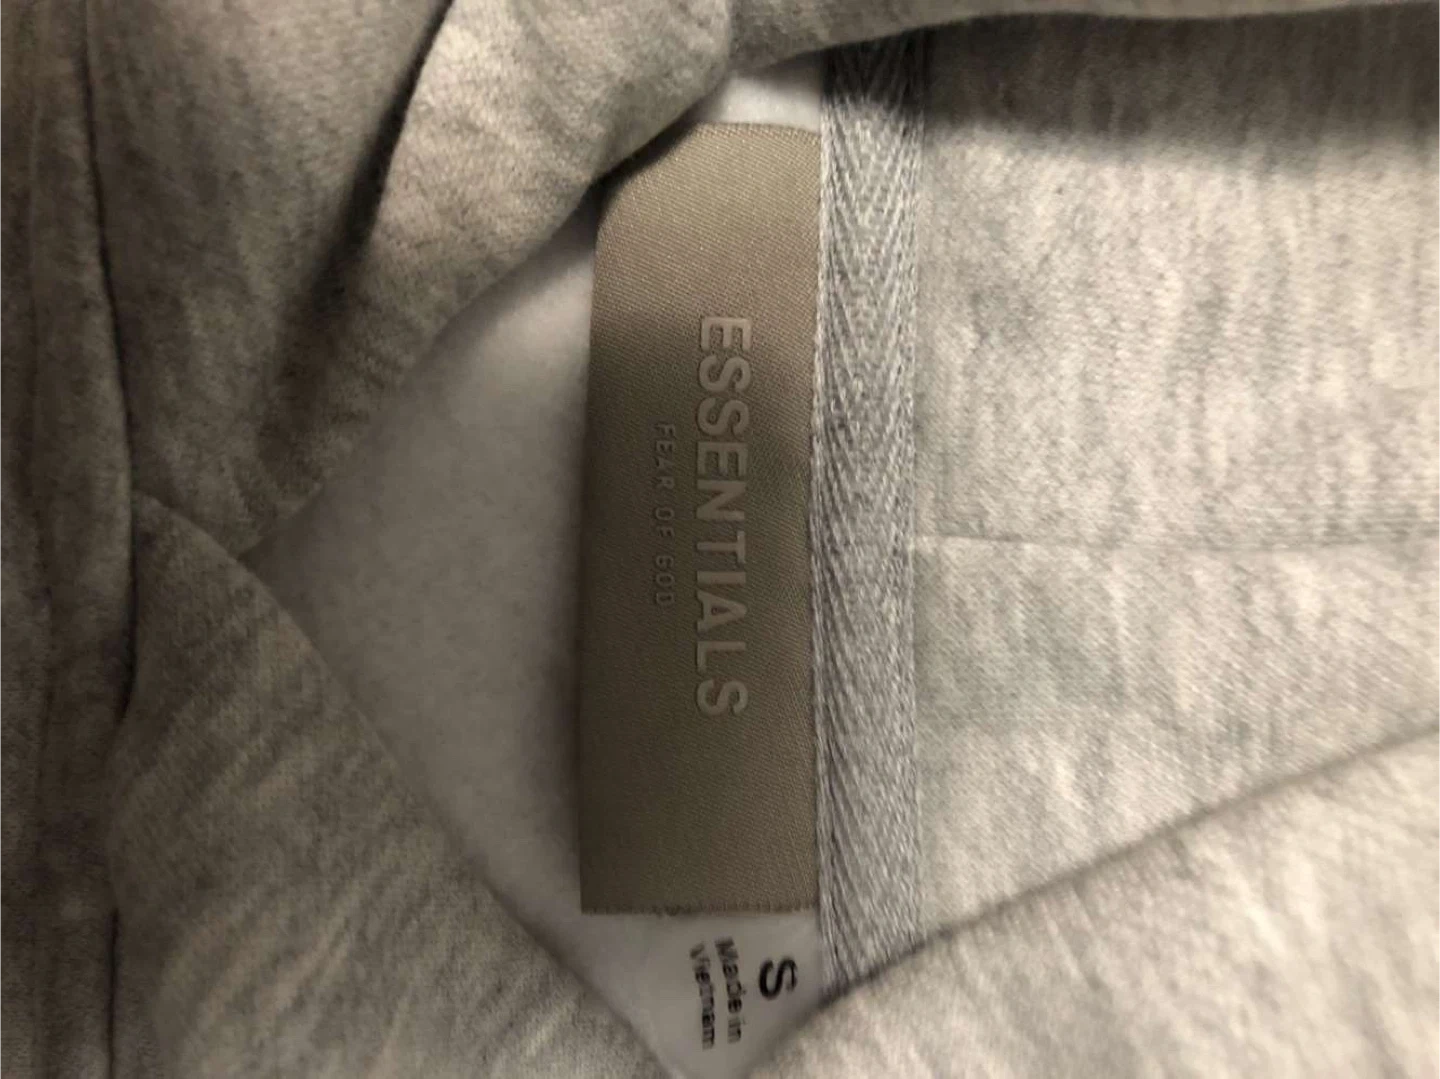 ESSENTIALS
FEAR OF GOD
S
Made in
Vietnam